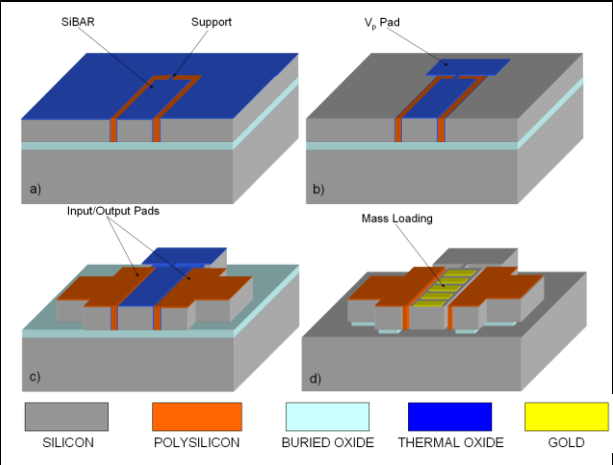 SiBAR
Support
Vp Pad
a)
b)
Input/Output Pads
Mass Loading
c)
d)
SILICON
POLYSILICON
BURIED OXIDE
THERMAL OXIDE
GOLD